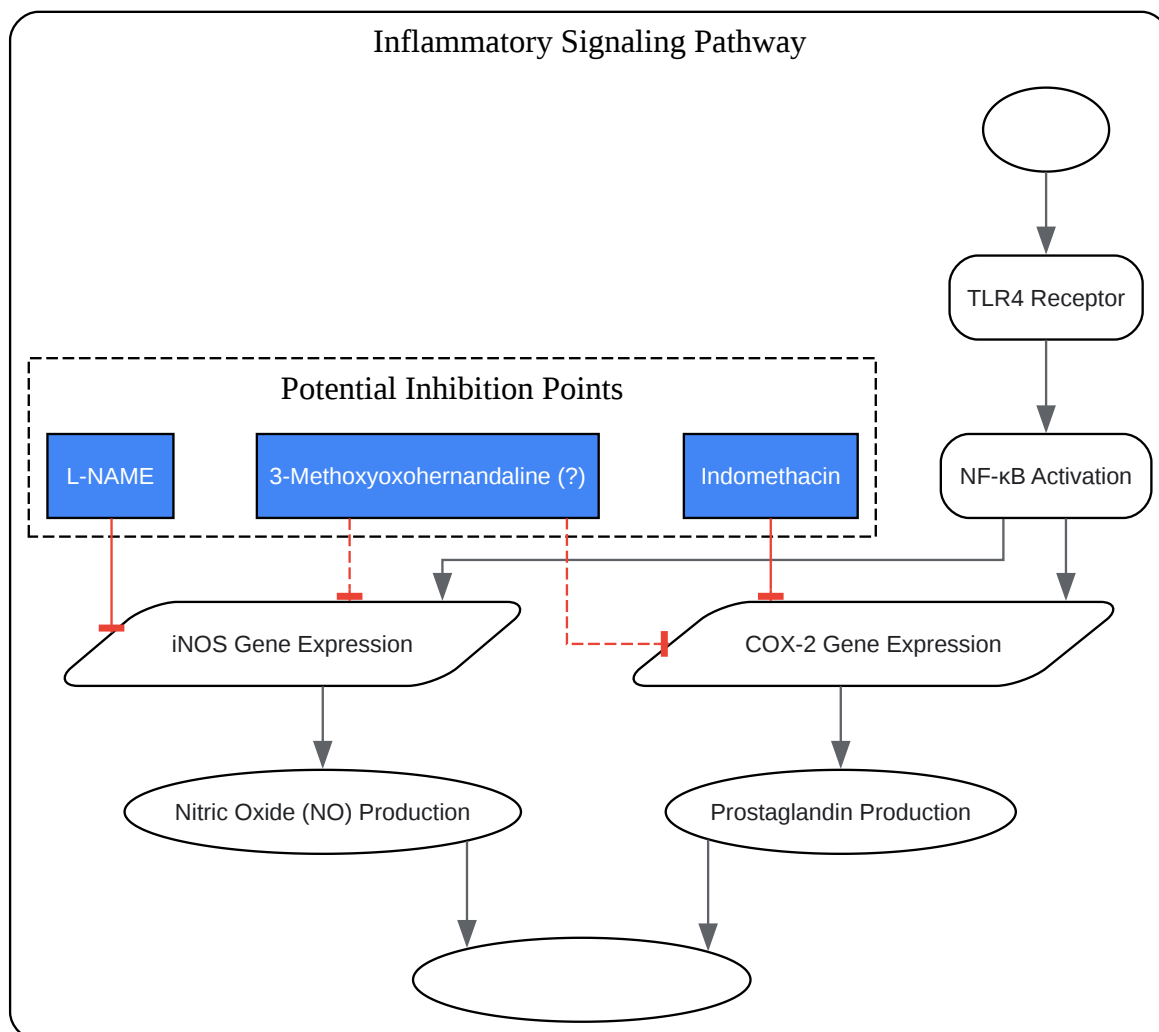 Inflammatory Signaling Pathway
TLR4 Receptor
Potential Inhibition Points
L-NAME
3-Methoxyoxohernandaline (?)
Indomethacin
NF-κB Activation
iNOS Gene Expression
COX-2 Gene Expression
Nitric Oxide (NO) Production
Prostaglandin Production